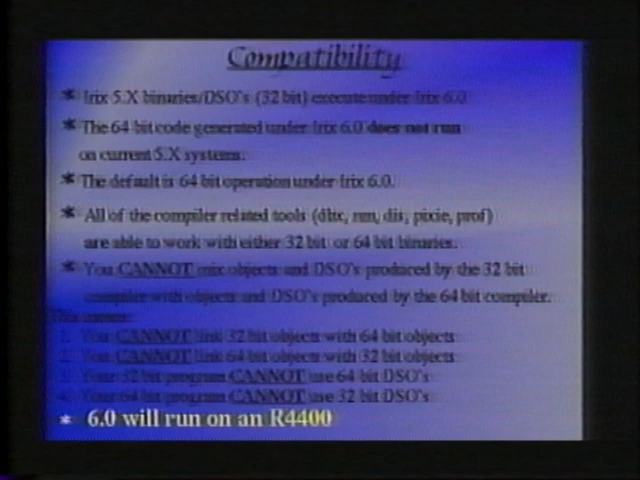 Compatibility
* Irix 5.X binaries/DSO's (32 bit) execute under Irix 6.0
* The 64 bit code generated under Irix 6.0 does not run
on current 5.X systems.
* The default is 64 bit operation under Irix 6.0.
* All of the compiler related tools (dbx, nm, dis, pixie, prof)
are able to work with either 32 bit or 64 bit binaries.
* You CANNOT mix objects and DSO's produced by the 32 bit
compiler with objects and DSO's produced by the 64 bit compiler.
This means:
1. You CANNOT link 32 bit objects with 64 bit objects
2. You CANNOT link 64 bit objects with 32 bit objects
3. Your 32 bit program CANNOT use 64 bit DSO's
4. Your 64 bit program CANNOT use 32 bit DSO's
* 6.0 will run on an R4400